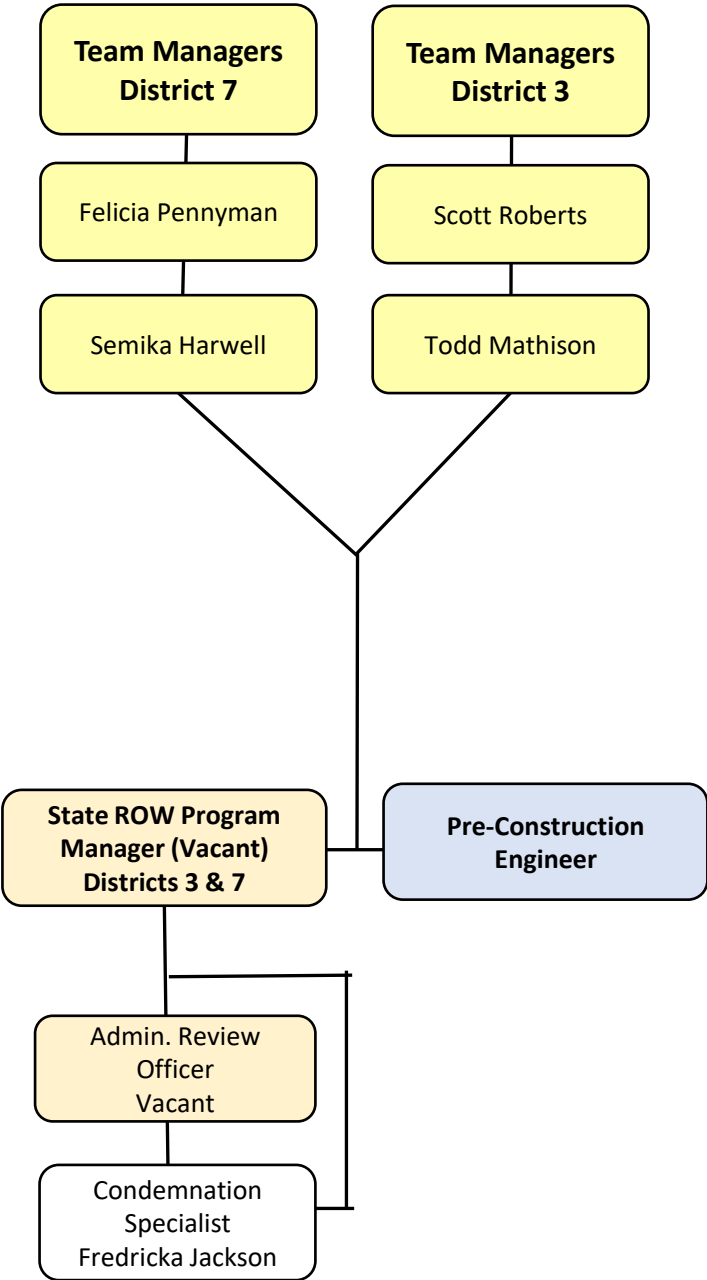 Team Managers
District 7
Team Managers
District 3
Felicia Pennyman
Scott Roberts
Semika Harwell
Todd Mathison
State ROW Program
Manager (Vacant)
Districts 3 & 7
Pre-Construction
Engineer
Admin. Review
Officer
Vacant
Condemnation
Specialist
Fredricka Jackson